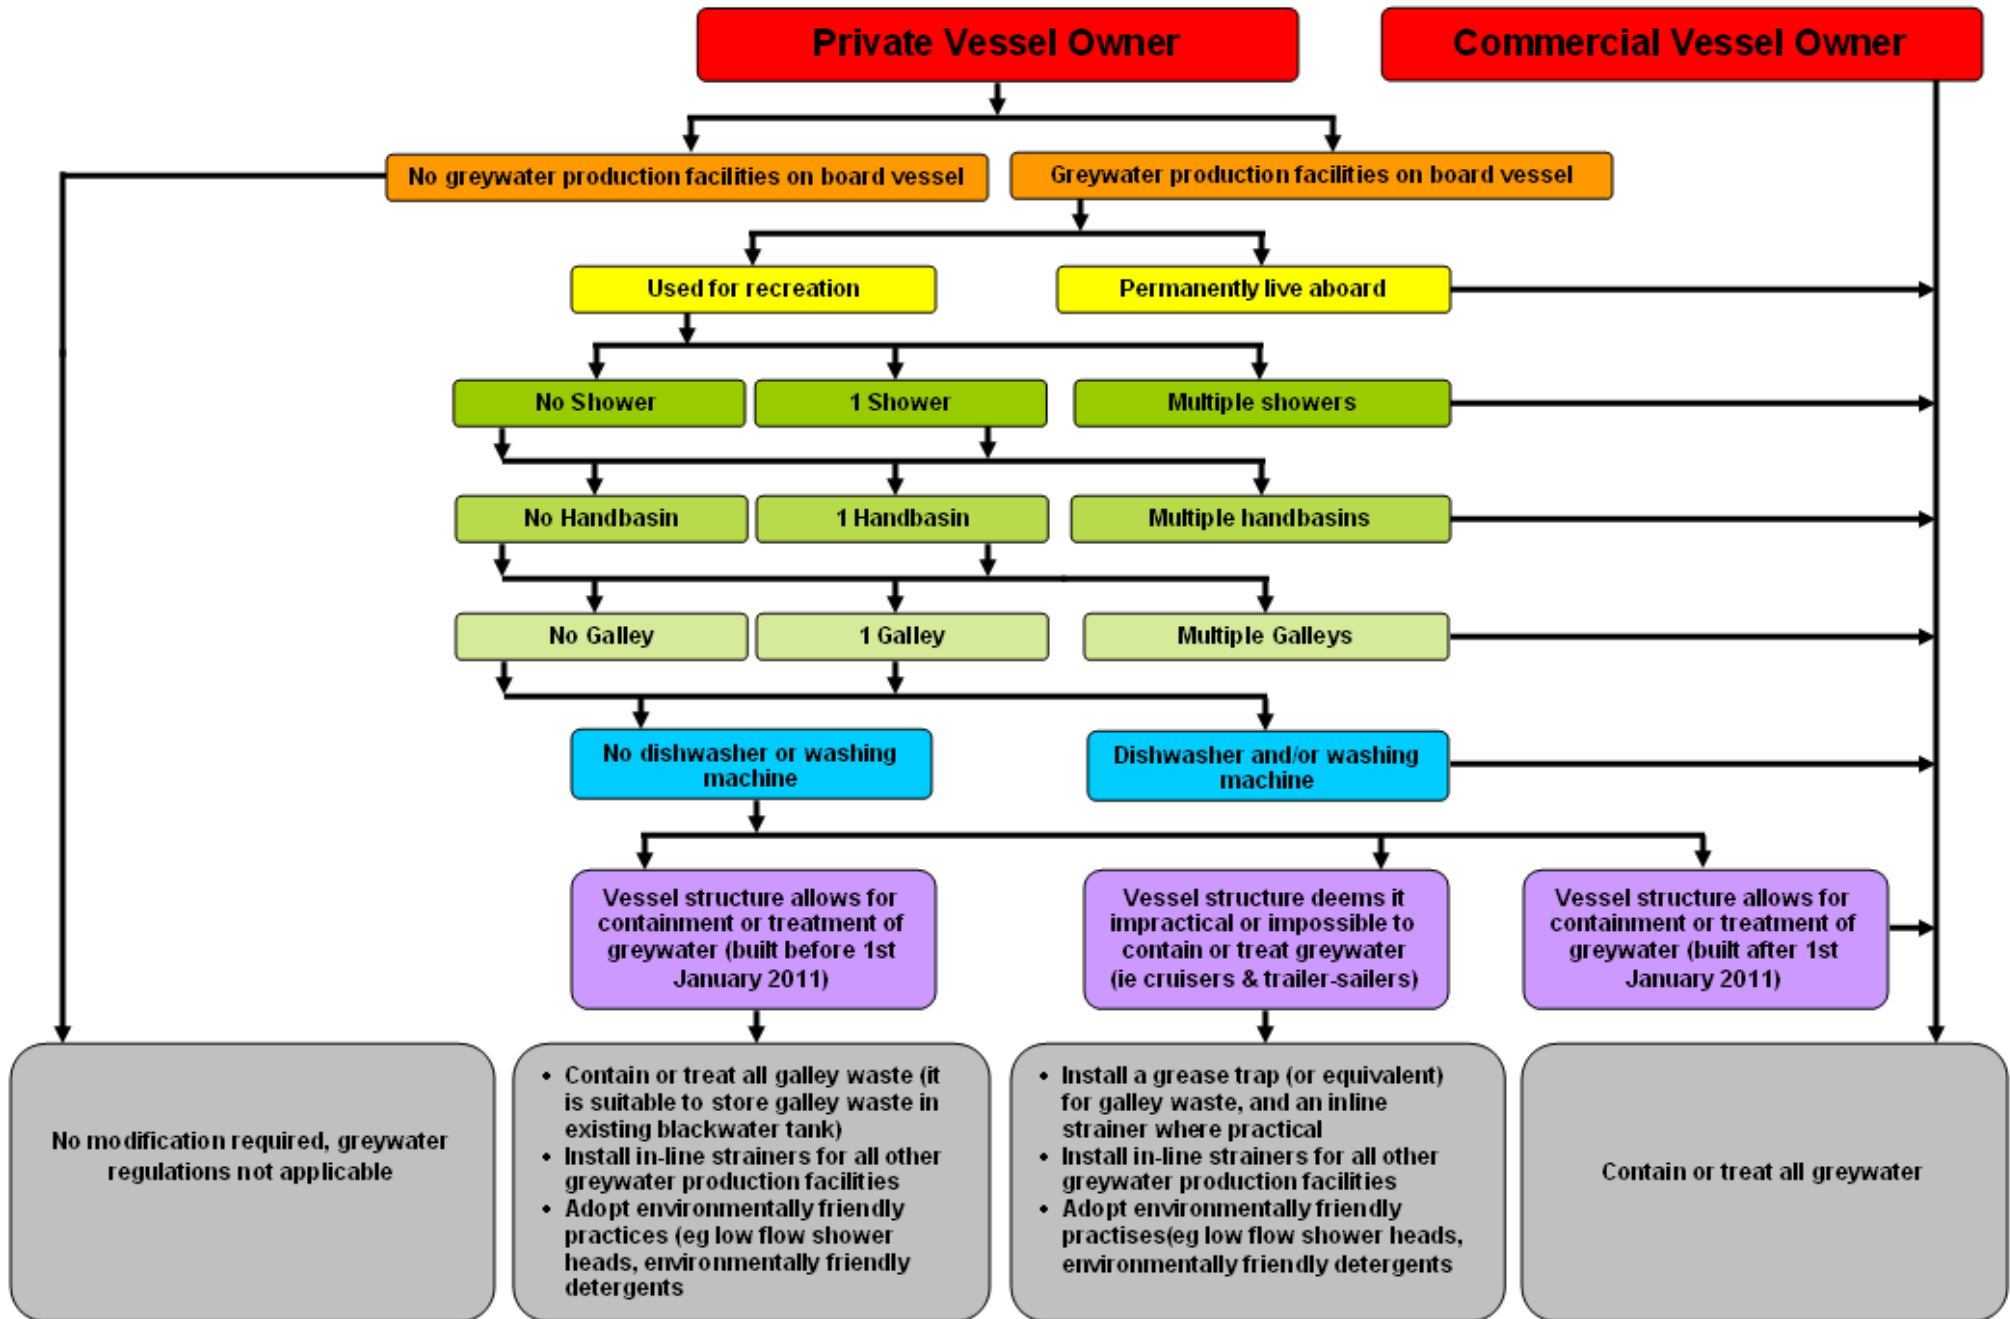 Private Vessel Owner
Commercial Vessel Owner
No greywater production facilities on board vessel
Greywater production facilities on board vessel
Used for recreation
Permanently live aboard
No Shower
1 Shower
Multiple showers
No Handbasin
1 Handbasin
Multiple handbasins
No Galley
1 Galley
Multiple Galleys
No dishwasher or washing
machine
Dishwasher and/or washing
machine
Vessel structure allows for
containment or treatment of
greywater (built before 1st
January 2011)
Vessel structure deems it
impractical or impossible to
contain or treat greywater
(ie cruisers & trailer-sailers)
Vessel structure allows for
containment or treatment of
greywater (built after 1st
January 2011)
No modification required, greywater
regulations not applicable
• Contain or treat all galley waste (it
is suitable to store galley waste in
existing blackwater tank)
• Install in-line strainers for all other
greywater production facilities
• Adopt environmentally friendly
practices (eg low flow shower
heads, environmentally friendly
detergents
• Install a grease trap (or equivalent)
for galley waste, and an inline
strainer where practical
• Install in-line strainers for all other
greywater production facilities
• Adopt environmentally friendly
practises(eg low flow shower heads,
environmentally friendly detergents
Contain or treat all greywater